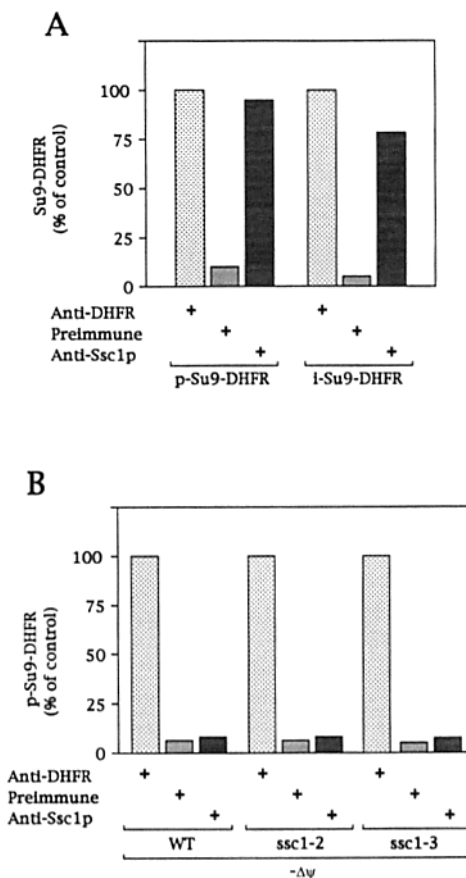 A
Su9-DHFR
(% of control)
100
75
50
25
0
Anti-DHFR + +
Preimmune + +
Anti-Ssc1p + +
p-Su9-DHFR i-Su9-DHFR
B
p-Su9-DHFR
(% of control)
100
75
50
25
0
Anti-DHFR + + +
Preimmune + + +
Anti-Ssc1p + + +
WT ssc1-2 ssc1-3
-Δψ